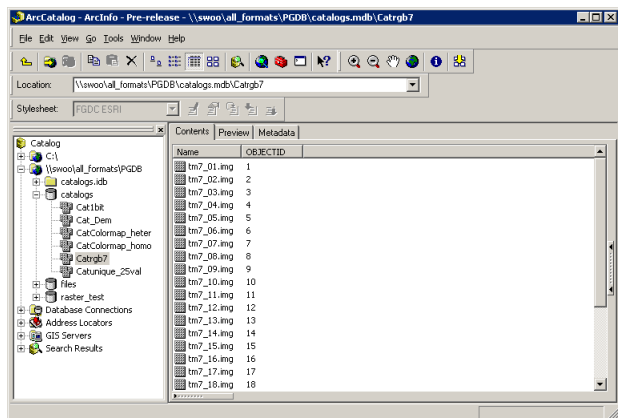 ArcCatalog - ArcInfo - Pre-release - \\swoo\all_formats\PGDB\catalogs.mdb\Catrgb7
File Edit View Go Tools Window Help
Location: \\swoo\all_formats\PGDB\catalogs.mdb\Catrgb7
Stylesheet: FGDC ESRI
Contents Preview Metadata
Catalog
C:\
\\swoo\all_formats\PGDB
catalogs.idb
catalogs
Cat1bit
Cat_Dem
CatColormap_heter
CatColormap_homo
Catrgb7
Catunique_25val
files
raster_test
Database Connections
Address Locators
GIS Servers
Search Results
Name OBJECTID
tm7_01.img 1
tm7_02.img 2
tm7_03.img 3
tm7_04.img 4
tm7_05.img 5
tm7_06.img 6
tm7_07.img 7
tm7_08.img 8
tm7_09.img 9
tm7_10.img 10
tm7_11.img 11
tm7_12.img 12
tm7_13.img 13
tm7_14.img 14
tm7_15.img 15
tm7_16.img 16
tm7_17.img 17
tm7_18.img 18